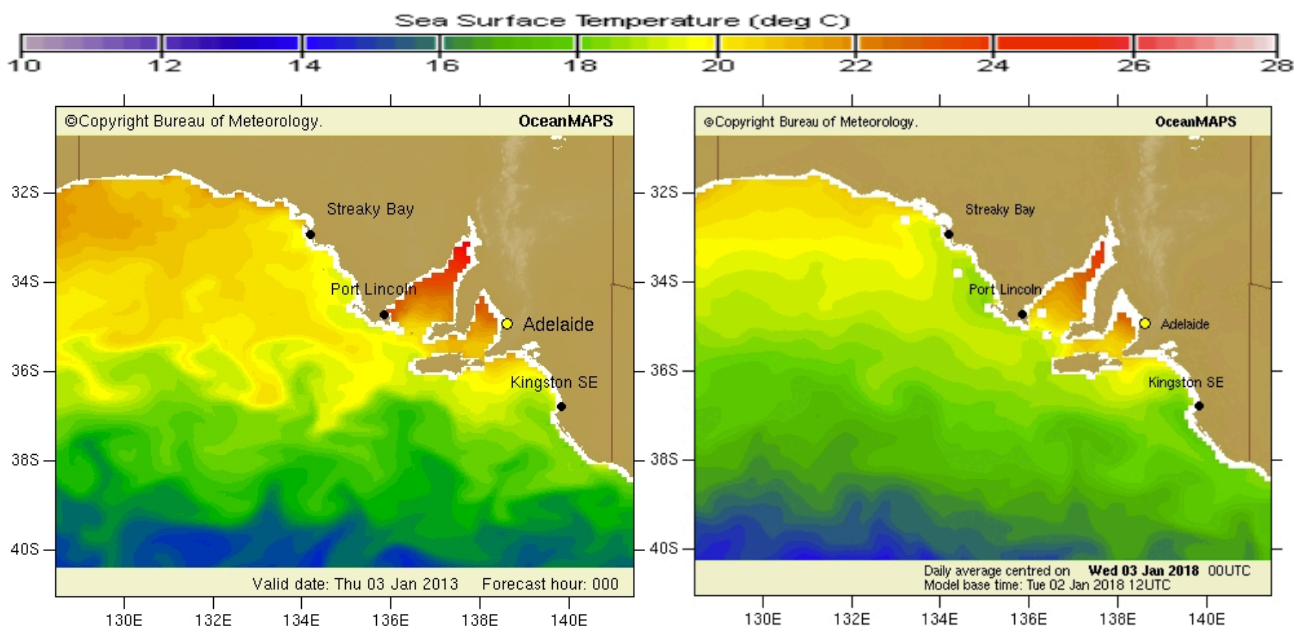 Sea Surface Temperature (deg C)
10 12 14 16 18 20 22 24 26 28
©Copyright Bureau of Meteorology. OceanMAPS
32S
Streaky Bay
34S
Port Lincoln
Adelaide
36S
Kingston SE
38S
40S
Valid date: Thu 03 Jan 2013 Forecast hour: 000
130E 132E 134E 136E 138E 140E
©Copyright Bureau of Meteorology. OceanMAPS
32S
Streaky Bay
34S
Port Lincoln
Adelaide
36S
Kingston SE
38S
40S
Daily average centred on Wed 03 Jan 2018 00UTC
Model base time: Tue 02 Jan 2018 12UTC
130E 132E 134E 136E 138E 140E